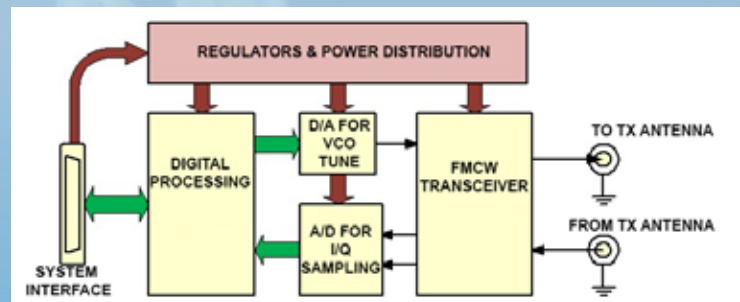 REGULATORS & POWER DISTRIBUTION
D/A FOR
VCO
TUNE
DIGITAL
PROCESSING
FMCW
TRANSCEIVER
TO TX ANTENNA
A/D FOR
I/Q
SAMPLING
FROM TX ANTENNA
SYSTEM
INTERFACE